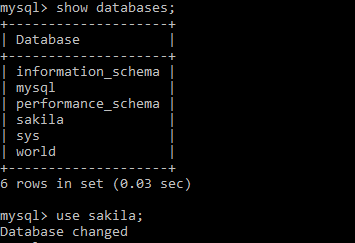 mysql> show databases;
+--------------------+
| Database           |
+--------------------+
| information_schema |
| mysql              |
| performance_schema |
| sakila             |
| sys                |
| world              |
+--------------------+
6 rows in set (0.03 sec)
mysql> use sakila;
Database changed